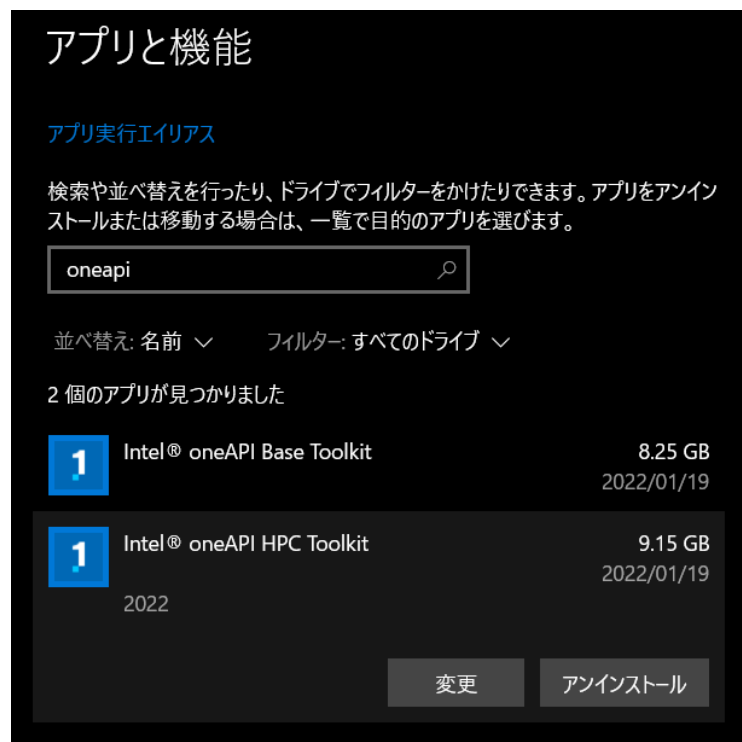 アプリと機能
アプリ実行エイリアス
検索や並べ替えを行ったり、ドライブでフィルターをかけたりできます。アプリをアンイン
ストールまたは移動する場合は、一覧で目的のアプリを選びます。
oneapi
並べ替え: 名前 フィルター: すべてのドライブ
2 個のアプリが見つかりました
Intel® oneAPI Base Toolkit 8.25 GB
2022/01/19
Intel® oneAPI HPC Toolkit 9.15 GB
2022/01/19
2022
変更 アンインストール